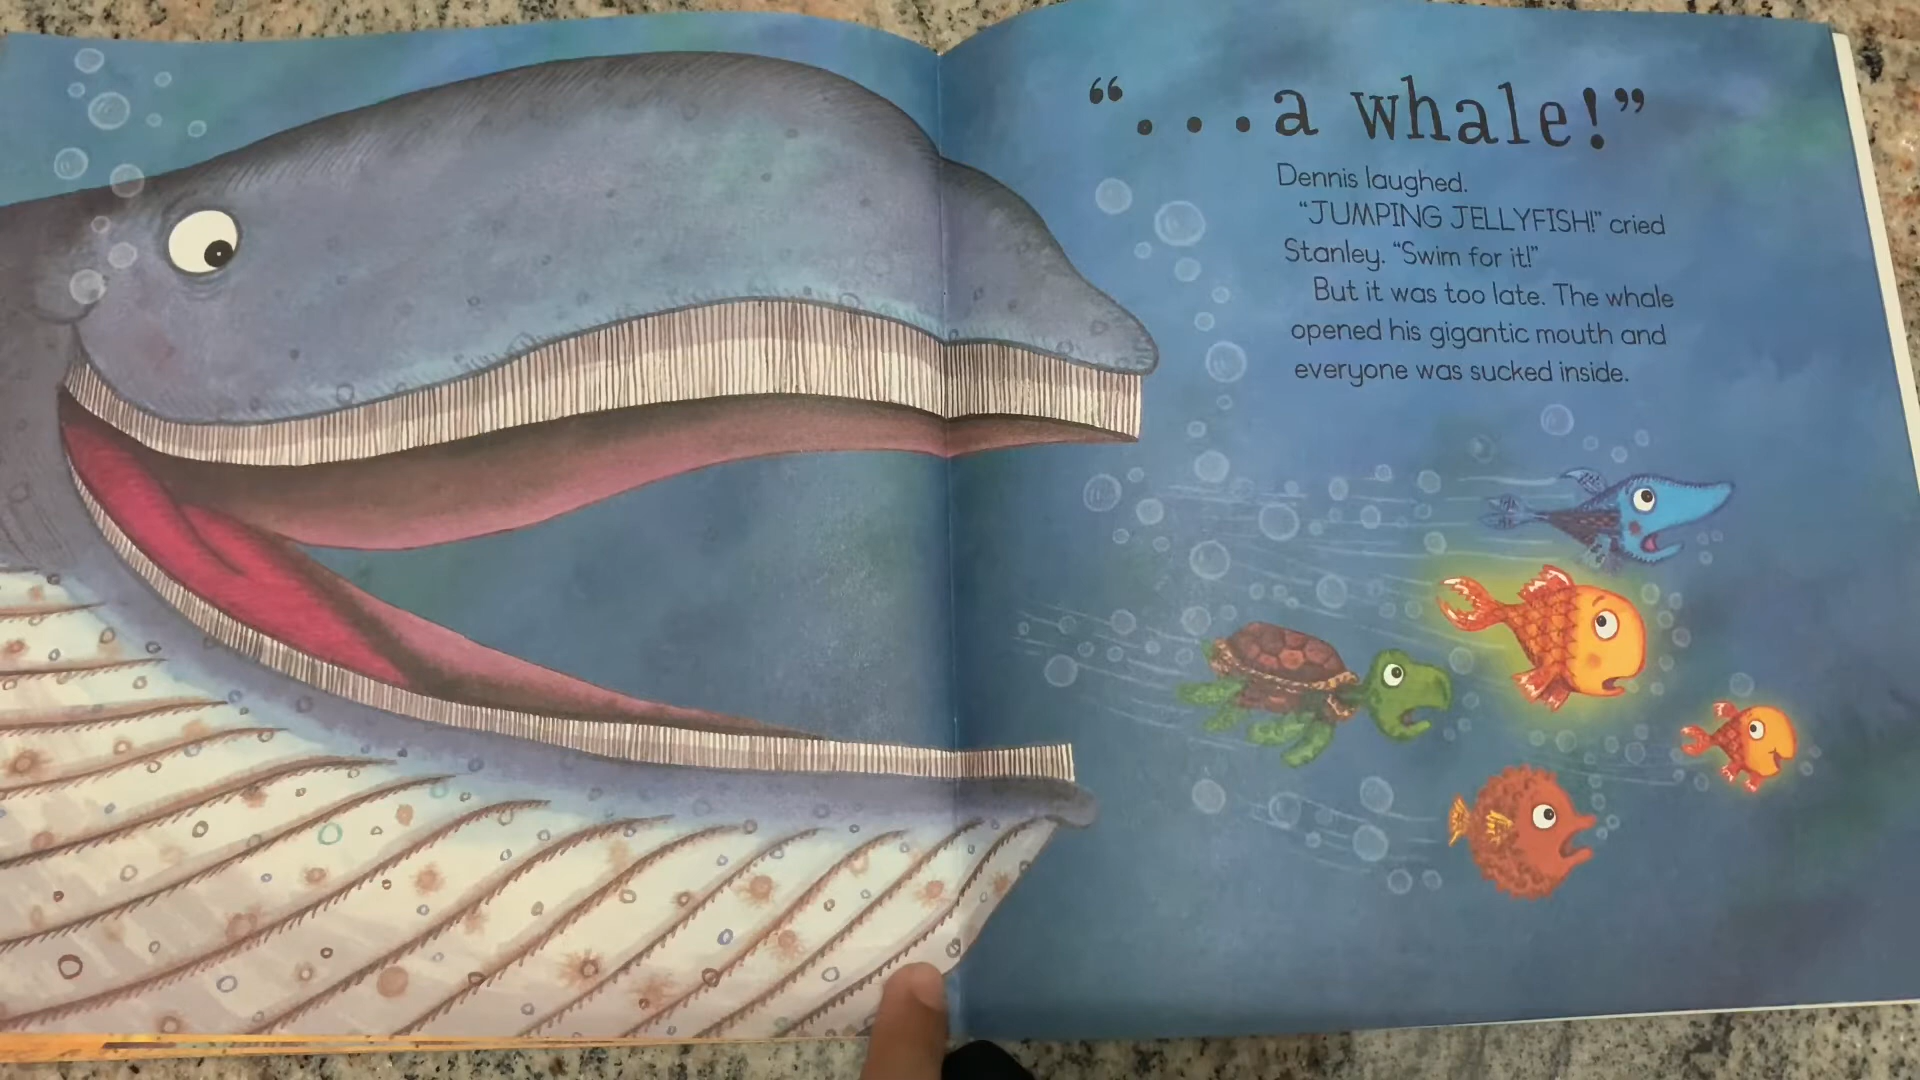 “...a whale!”
Dennis laughed.
“JUMPING JELLYFISH!” cried
Stanley. “Swim for it!”
But it was too late. The whale
opened his gigantic mouth and
everyone was sucked inside.